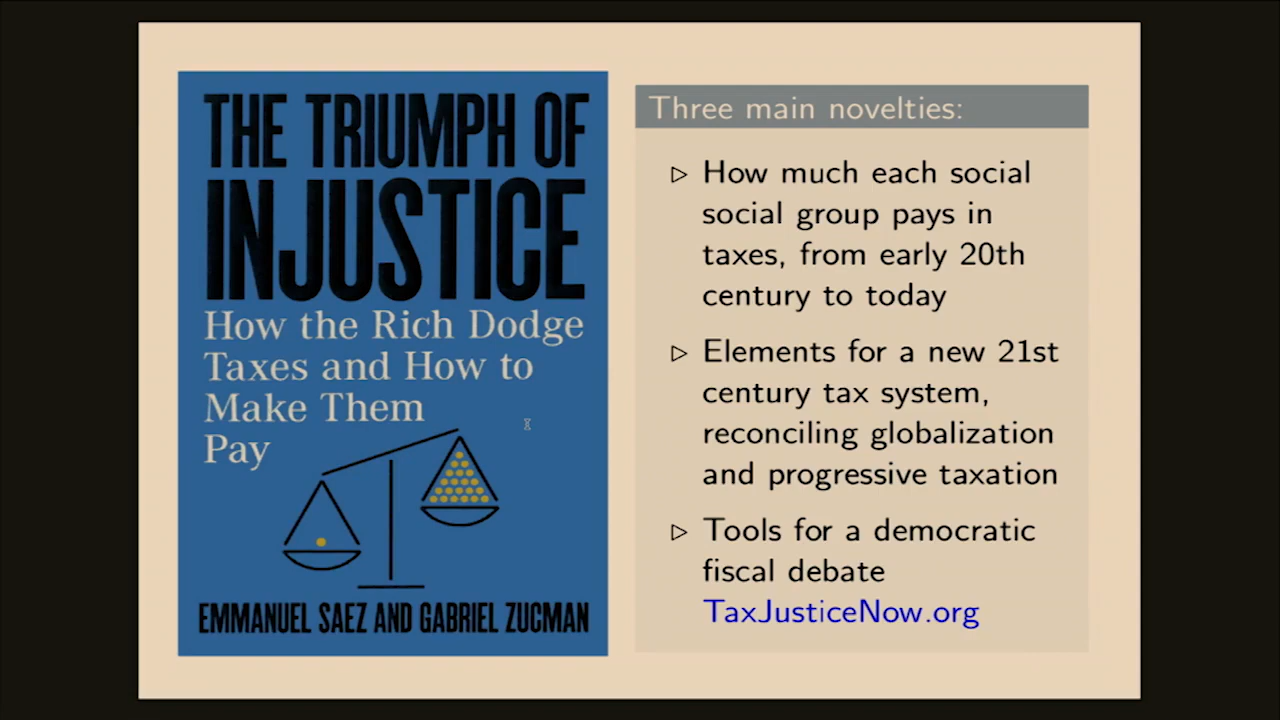 THE TRIUMPH OF
INJUSTICE
How the Rich Dodge
Taxes and How to
Make Them
Pay
EMMANUEL SAEZ AND GABRIEL ZUCMAN
Three main novelties:
▷ How much each social
social group pays in
taxes, from early 20th
century to today
▷ Elements for a new 21st
century tax system,
reconciling globalization
and progressive taxation
▷ Tools for a democratic
fiscal debate
TaxJusticeNow.org